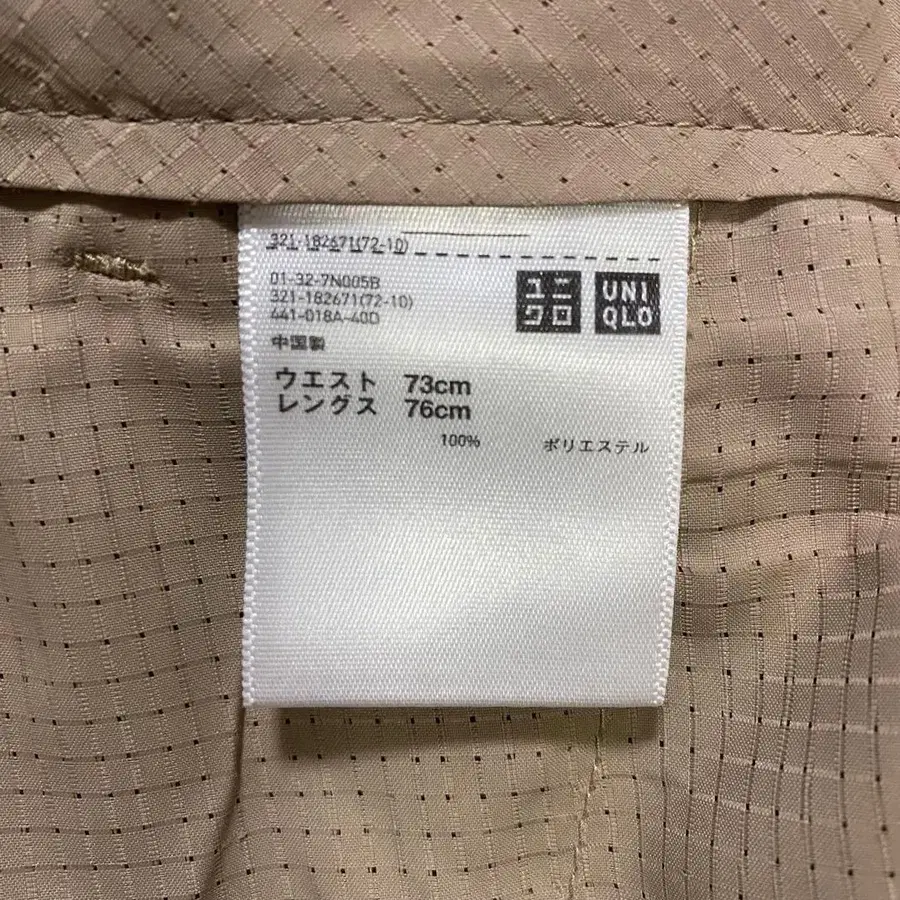 321-182671(72-10)
01-32-7N005B
321-182671(72-10)
441-018A-40D
ユニ
クロ
UNI
QLO
中国製
ウエスト 73cm
レングス 76cm
100% ポリエステル